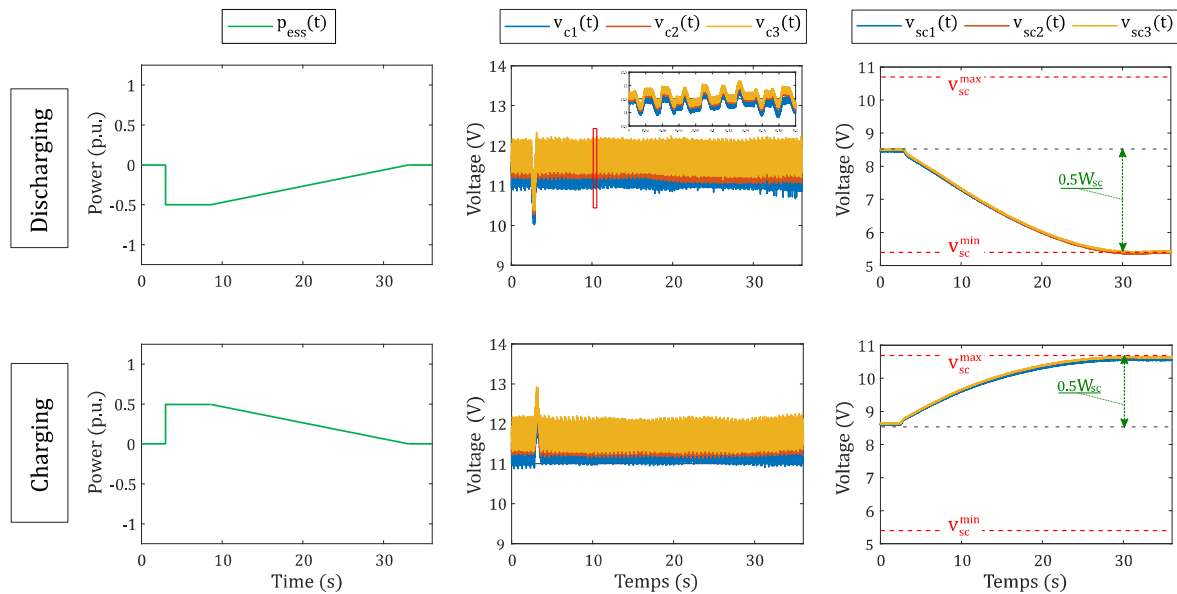 p_ess(t)
v_c1(t) v_c2(t) v_c3(t)
v_sc1(t) v_sc2(t) v_sc3(t)
Discharging
Power (p.u.)
1
0.5
0
-0.5
-1
0 10 20 30
Voltage (V)
14
13
12
11
10
9
0 10 20 30
Voltage (V)
11
10
9
8
7
6
5
v_sc^max
0.5W_sc
v_sc^min
0 10 20 30
Charging
Power (p.u.)
1
0.5
0
-0.5
-1
0 10 20 30
Time (s)
Voltage (V)
14
13
12
11
10
9
0 10 20 30
Temps (s)
Voltage (V)
11
10
9
8
7
6
5
v_sc^max
0.5W_sc
v_sc^min
0 10 20 30
Temps (s)